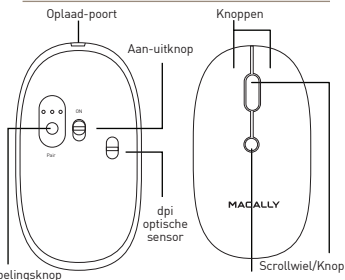 Oplaad-poort
Knoppen
Aan-uitknop
ON
Pair
dpi
optische
sensor
MACALLY
Scrollwiel/Knop